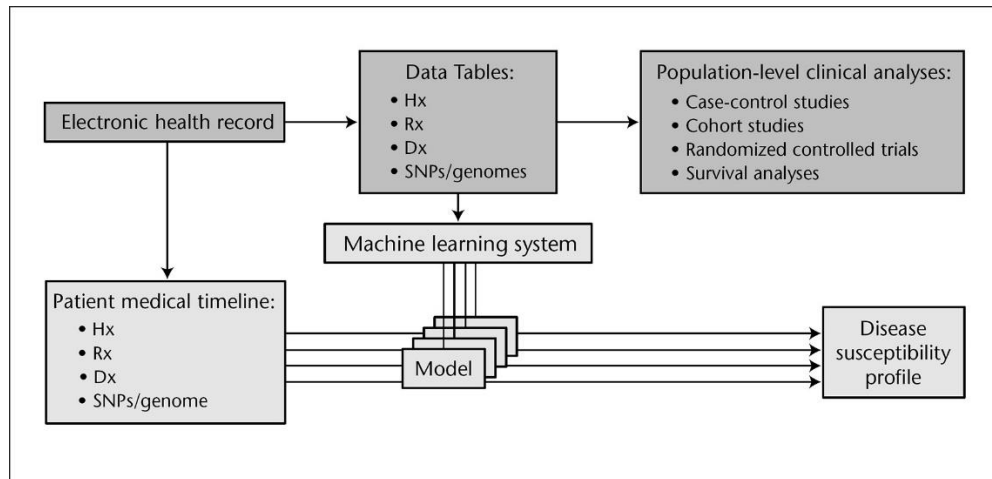 Electronic health record
Data Tables:
• Hx
• Rx
• Dx
• SNPs/genomes
Population-level clinical analyses:
• Case-control studies
• Cohort studies
• Randomized controlled trials
• Survival analyses
Machine learning system
Patient medical timeline:
• Hx
• Rx
• Dx
• SNPs/genome
Model
Disease
susceptibility
profile